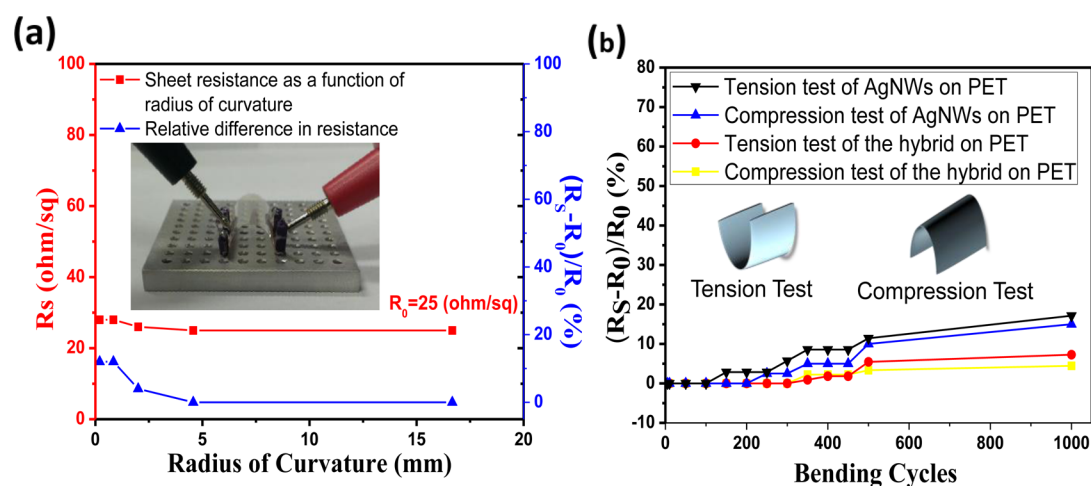 (a)
100
80
60
40
20
0
Rs (ohm/sq)
Sheet resistance as a function of
radius of curvature
Relative difference in resistance
R₀=25 (ohm/sq)
100
80
60
40
20
0
(R_S-R₀)/R₀ (%)
0 5 10 15 20
Radius of Curvature (mm)
(b)
80
70
60
50
40
30
20
10
0
-10
(R_S-R₀)/R₀ (%)
Tension test of AgNWs on PET
Compression test of AgNWs on PET
Tension test of the hybrid on PET
Compression test of the hybrid on PET
Tension Test
Compression Test
0 200 400 600 800 1000
Bending Cycles